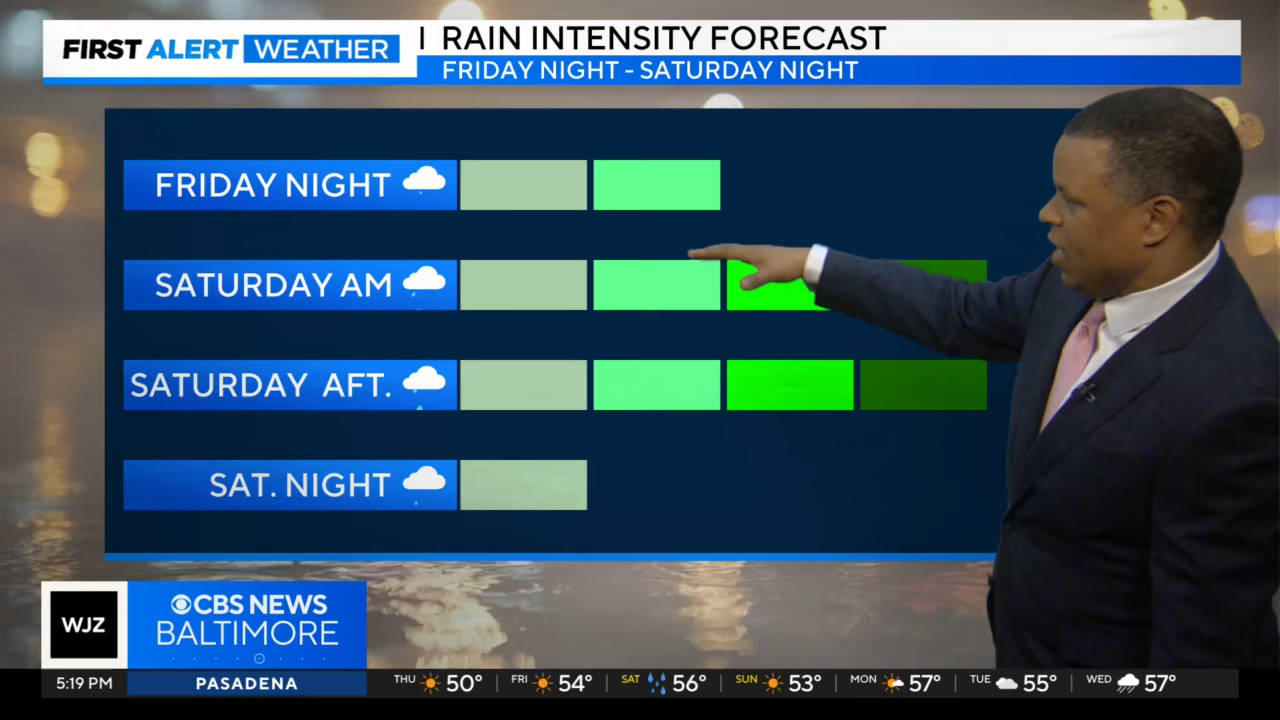 FIRST ALERT WEATHER
RAIN INTENSITY FORECAST
FRIDAY NIGHT - SATURDAY NIGHT
FRIDAY NIGHT
SATURDAY AM
SATURDAY AFT.
SAT. NIGHT
WJZ
CBS NEWS
BALTIMORE
5:19 PM
PASADENA
THU 50°
FRI 54°
SAT 56°
SUN 53°
MON 57°
TUE 55°
WED 57°